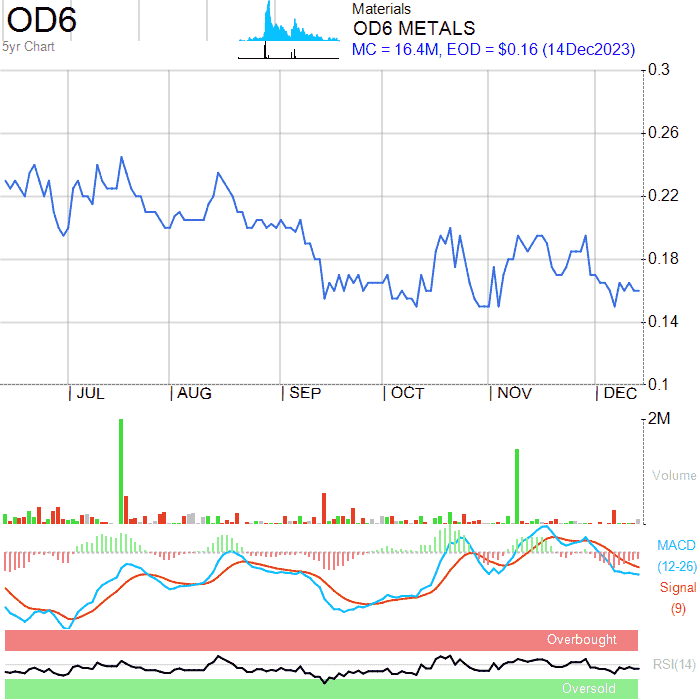 OD6
5yr Chart
Materials
OD6 METALS
MC = 16.4M, EOD = $0.16 (14Dec2023)
0.3
0.26
0.22
0.18
0.14
0.1
JUL AUG SEP OCT NOV DEC
2M
Volume
MACD
(12-26)
Signal
(9)
Overbought
RSI(14)
Oversold